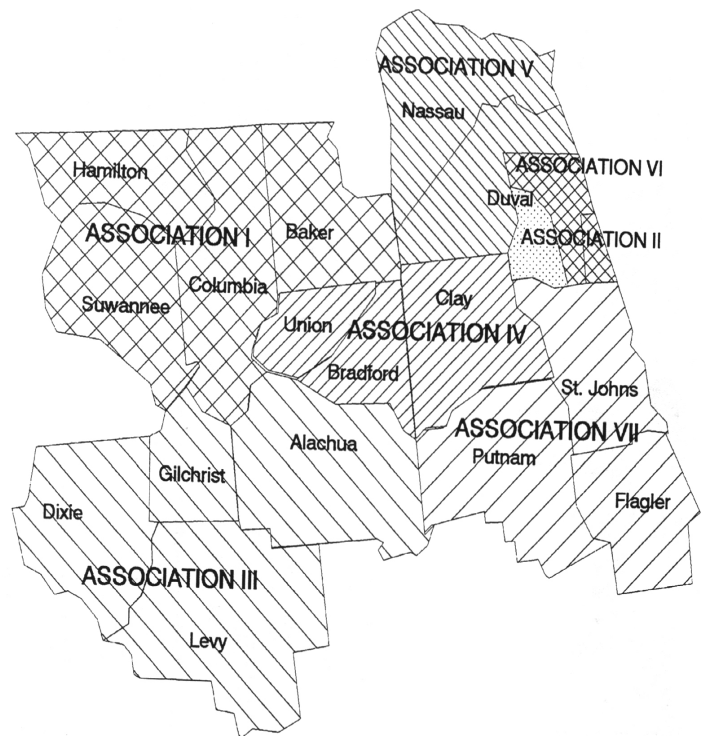 ASSOCIATION V
Nassau
Hamilton
ASSOCIATION VI
Duval
ASSOCIATION I
Baker
ASSOCIATION II
Columbia
Suwannee
Clay
Union
ASSOCIATION IV
Bradford
St. Johns
ASSOCIATION VII
Alachua
Putnam
Gilchrist
Dixie
Flagler
ASSOCIATION III
Levy